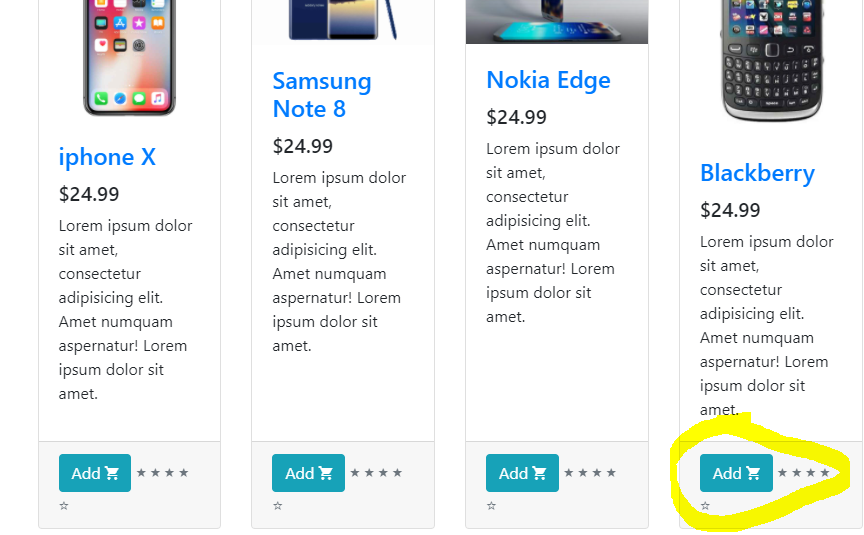 iphone X
$24.99
Lorem ipsum dolor
sit amet,
consectetur
adipisicing elit.
Amet numquam
aspernatur! Lorem
ipsum dolor sit
amet.
Add ★ ★ ★ ★
☆
Samsung
Note 8
$24.99
Lorem ipsum dolor
sit amet,
consectetur
adipisicing elit.
Amet numquam
aspernatur! Lorem
ipsum dolor sit
amet.
Add ★ ★ ★ ★
☆
Nokia Edge
$24.99
Lorem ipsum dolor
sit amet,
consectetur
adipisicing elit.
Amet numquam
aspernatur! Lorem
ipsum dolor sit
amet.
Add ★ ★ ★ ★
☆
Blackberry
$24.99
Lorem ipsum dolor
sit amet,
consectetur
adipisicing elit.
Amet numquam
aspernatur! Lorem
ipsum dolor sit
amet.
Add ★ ★ ★ ★
☆